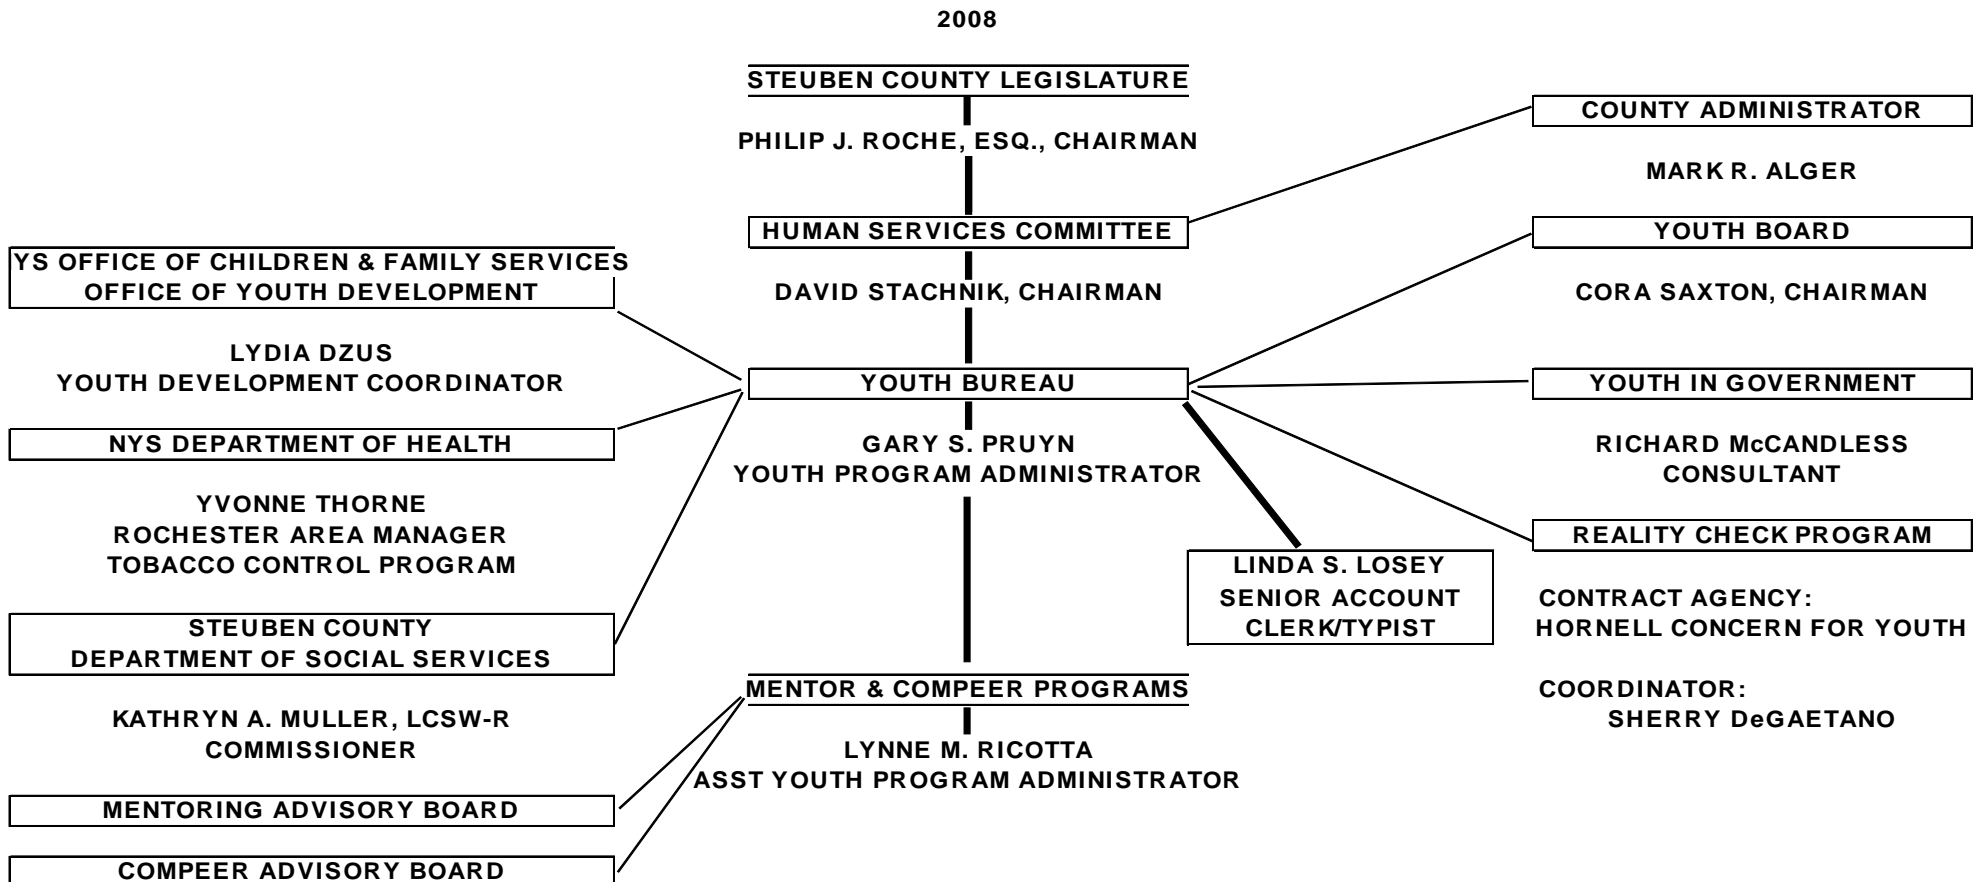 2008
STEUBEN COUNTY LEGISLATURE
PHILIP J. ROCHE, ESQ., CHAIRMAN
HUMAN SERVICES COMMITTEE
DAVID STACHNIK, CHAIRMAN
YOUTH BUREAU
GARY S. PRUYN
YOUTH PROGRAM ADMINISTRATOR
LINDA S. LOSEY
SENIOR ACCOUNT
CLERK/TYPIST
MENTOR & COMPEER PROGRAMS
LYNNE M. RICOTTA
ASST YOUTH PROGRAM ADMINISTRATOR
YS OFFICE OF CHILDREN & FAMILY SERVICES
OFFICE OF YOUTH DEVELOPMENT
LYDIA DZUS
YOUTH DEVELOPMENT COORDINATOR
NYS DEPARTMENT OF HEALTH
YVONNE THORNE
ROCHESTER AREA MANAGER
TOBACCO CONTROL PROGRAM
STEUBEN COUNTY
DEPARTMENT OF SOCIAL SERVICES
KATHRYN A. MULLER, LCSW-R
COMMISSIONER
MENTORING ADVISORY BOARD
COMPEER ADVISORY BOARD
COUNTY ADMINISTRATOR
MARK R. ALGER
YOUTH BOARD
CORA SAXTON, CHAIRMAN
YOUTH IN GOVERNMENT
RICHARD McCANDLESS
CONSULTANT
REALITY CHECK PROGRAM
CONTRACT AGENCY:
HORNELL CONCERN FOR YOUTH
COORDINATOR:
SHERRY DeGAETANO